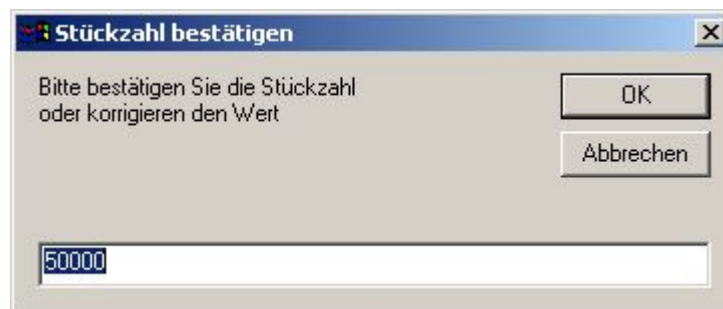 Stückzahl bestätigen
Bitte bestätigen Sie die Stückzahl
oder korrigieren den Wert
OK
Abbrechen
50000